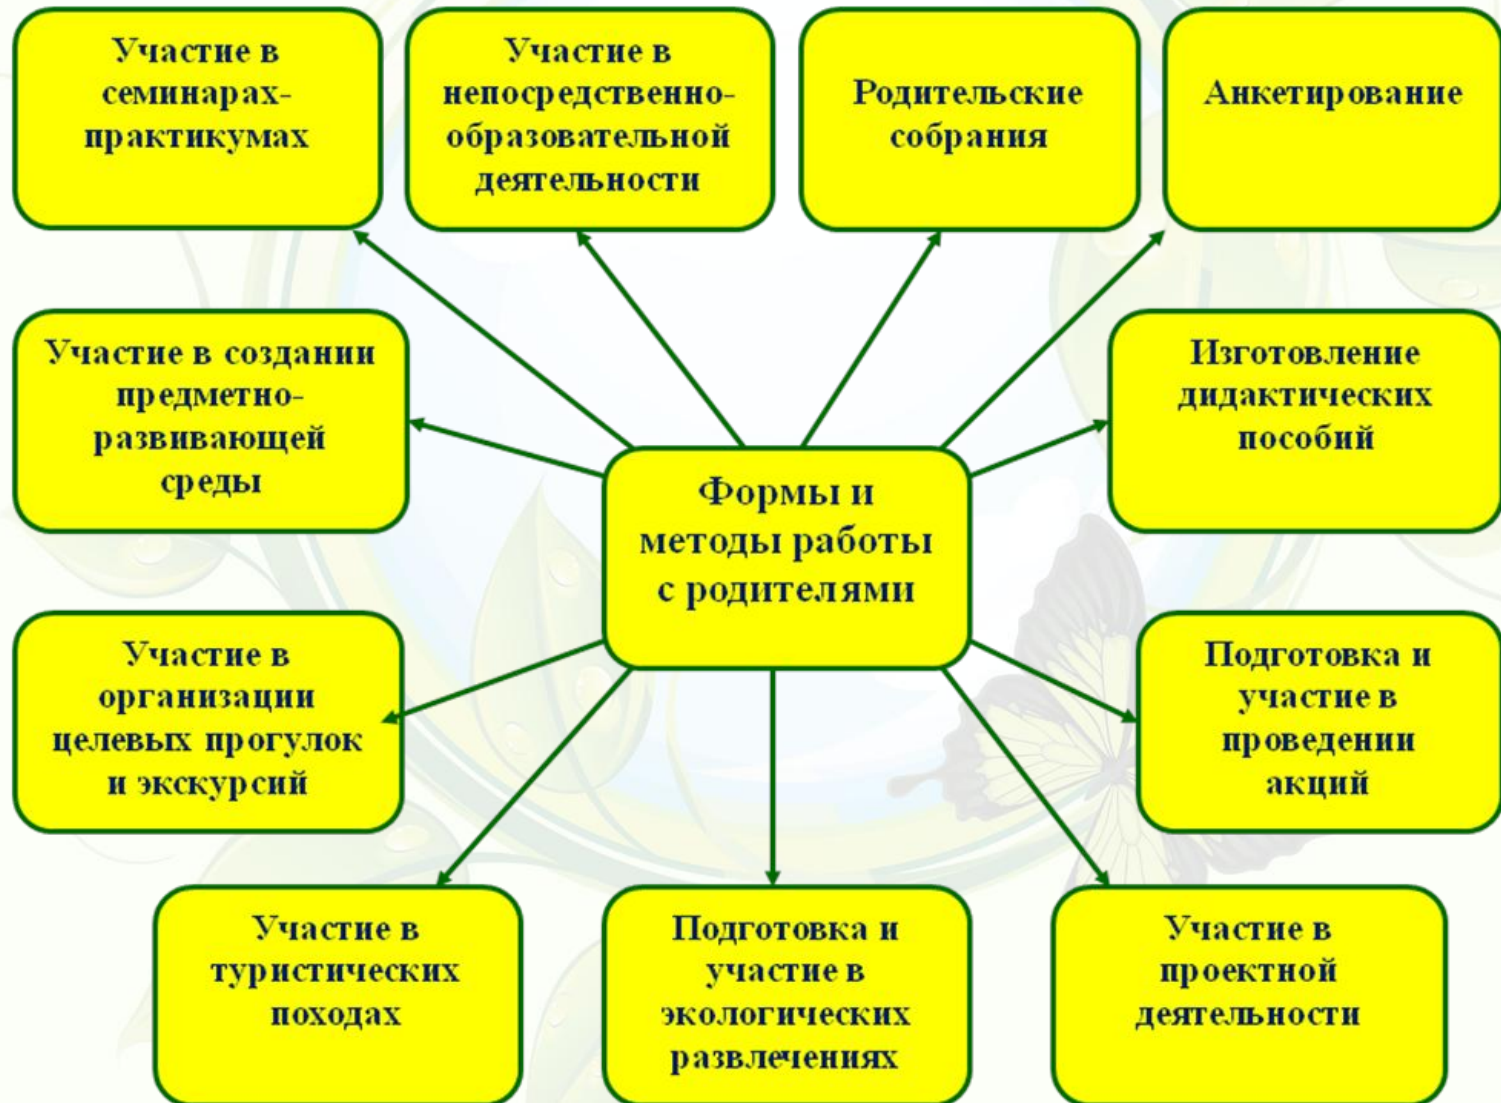 Участие в
семинарах-
практикумах
Участие в
непосредственно-
образовательной
деятельности
Родительские
собрания
Анкетирование
Участие в создании
предметно-
развивающей
среды
Изготовление
дидактических
пособий
Формы и
методы работы
с родителями
Участие в
организации
целевых прогулок
и экскурсий
Подготовка и
участие в
проведении
акций
Участие в
туристических
походах
Подготовка и
участие в
экологических
развлечениях
Участие в
проектной
деятельности